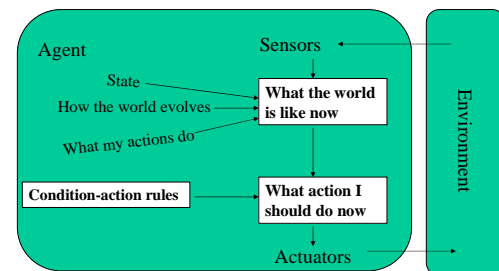 Agent
Sensors
State
How the world evolves
What my actions do
What the world
is like now
Condition-action rules
What action I
should do now
Actuators
Environment